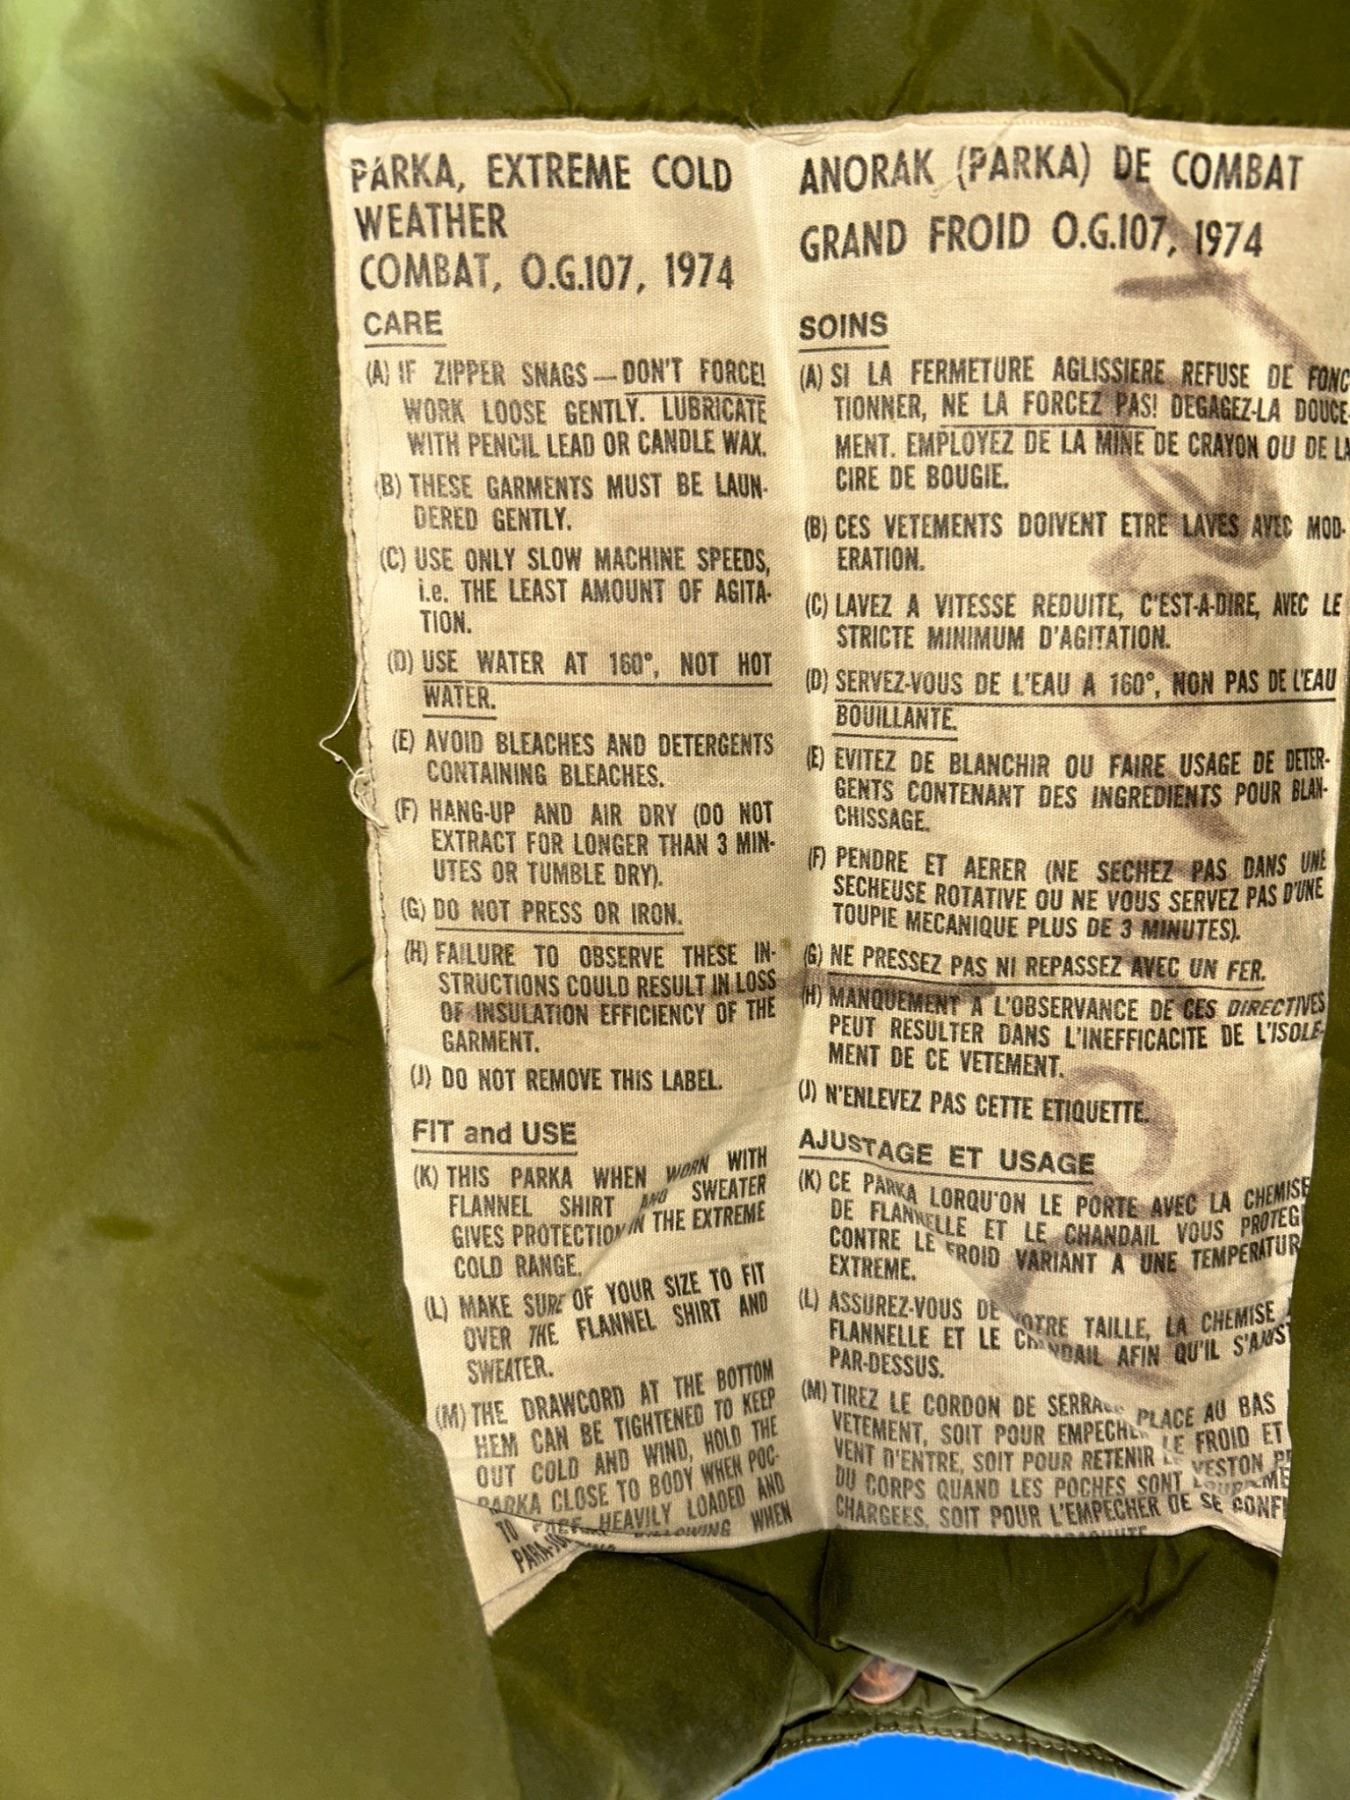 PARKA, EXTREME COLD
WEATHER
COMBAT, O.G.107, 1974
CARE
(A) IF ZIPPER SNAGS — DON'T FORCE!
WORK LOOSE GENTLY. LUBRICATE
WITH PENCIL LEAD OR CANDLE WAX.
(B) THESE GARMENTS MUST BE LAUN-
DERED GENTLY.
(C) USE ONLY SLOW MACHINE SPEEDS,
i.e. THE LEAST AMOUNT OF AGITA-
TION.
(D) USE WATER AT 160°, NOT HOT
WATER.
(E) AVOID BLEACHES AND DETERGENTS
CONTAINING BLEACHES.
(F) HANG-UP AND AIR DRY (DO NOT
EXTRACT FOR LONGER THAN 3 MIN-
UTES OR TUMBLE DRY).
(G) DO NOT PRESS OR IRON.
(H) FAILURE TO OBSERVE THESE IN-
STRUCTIONS COULD RESULT IN LOSS
OF INSULATION EFFICIENCY OF THE
GARMENT.
(J) DO NOT REMOVE THIS LABEL.
FIT and USE
(K) THIS PARKA WHEN WORN WITH
FLANNEL SHIRT AND SWEATER
GIVES PROTECTION IN THE EXTREME
COLD RANGE.
(L) MAKE SURE OF YOUR SIZE TO FIT
OVER THE FLANNEL SHIRT AND
SWEATER.
(M) THE DRAWCORD AT THE BOTTOM
HEM CAN BE TIGHTENED TO KEEP
OUT COLD AND WIND, HOLD THE
PARKA CLOSE TO BODY WHEN POC-
HEAVILY LOADED AND
TO WHEN
ANORAK (PARKA) DE COMBAT
GRAND FROID O.G.107, 1974
SOINS
(A) SI LA FERMETURE AGLISSIERE REFUSE DE FONC
TIONNER, NE LA FORCEZ PAS! DEGAGEZ-LA DOUCE-
MENT. EMPLOYEZ DE LA MINE DE CRAYON OU DE LA
CIRE DE BOUGIE.
(B) CES VETEMENTS DOIVENT ETRE LAVES AVEC MOD-
ERATION.
(C) LAVEZ A VITESSE REDUITE, C'EST-A-DIRE, AVEC LE
STRICTE MINIMUM D'AGITATION.
(D) SERVEZ-VOUS DE L'EAU A 160°, NON PAS DE L'EAU
BOUILLANTE.
(E) EVITEZ DE BLANCHIR OU FAIRE USAGE DE DETER-
GENTS CONTENANT DES INGREDIENTS POUR BLAN-
CHISSAGE.
(F) PENDRE ET AERER (NE SECHEZ PAS DANS UNE
SECHEUSE ROTATIVE OU NE VOUS SERVEZ PAS D'UNE
TOUPIE MECANIQUE PLUS DE 3 MINUTES).
(G) NE PRESSEZ PAS NI REPASSEZ AVEC UN FER.
(H) MANQUEMENT A L'OBSERVANCE DE CES DIRECTIVES
PEUT RESULTER DANS L'INEFFICACITE DE L'ISOLE-
MENT DE CE VETEMENT.
(J) N'ENLEVEZ PAS CETTE ETIQUETTE.
AJUSTAGE ET USAGE
(K) CE PARKA LORQU'ON LE PORTE AVEC LA CHEMISE
DE FLANNELLE ET LE CHANDAIL VOUS PROTEG
CONTRE LE FROID VARIANT A UNE TEMPERATUR
EXTREME.
(L) ASSUREZ-VOUS DE VOTRE TAILLE, LA CHEMISE
FLANNELLE ET LE CHANDAIL AFIN QU'IL S'AJUST
PAR-DESSUS.
(M) TIREZ LE CORDON DE SERRAGE PLACE AU BAS
VETEMENT, SOIT POUR EMPECHER LE FROID ET
VENT D'ENTRE, SOIT POUR RETENIR LE VESTON
DU CORPS QUAND LES POCHES SONT
CHARGEES, SOIT POUR L'EMPECHER DE SE GONFL